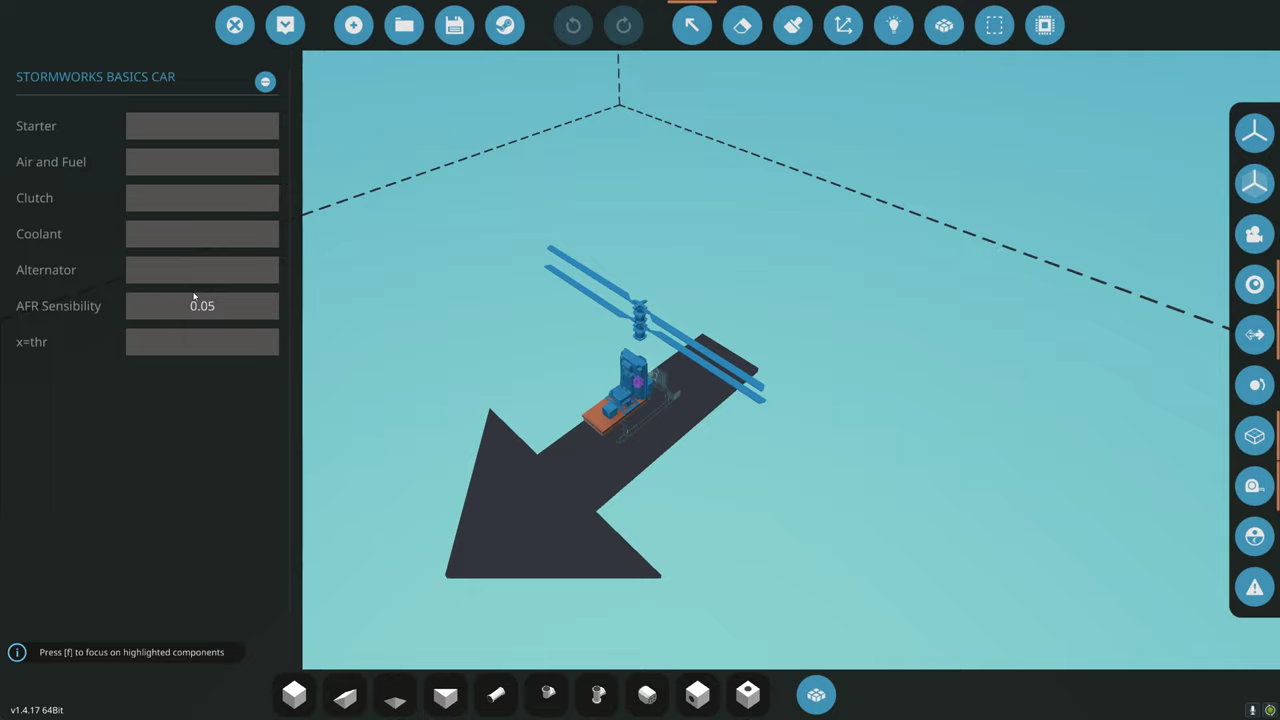 STORMWORKS BASICS CAR
Starter
Air and Fuel
Clutch
Coolant
Alternator
AFR Sensibility 0.05
x=thr
Press [f] to focus on highlighted components
v1.4.17 64Bit